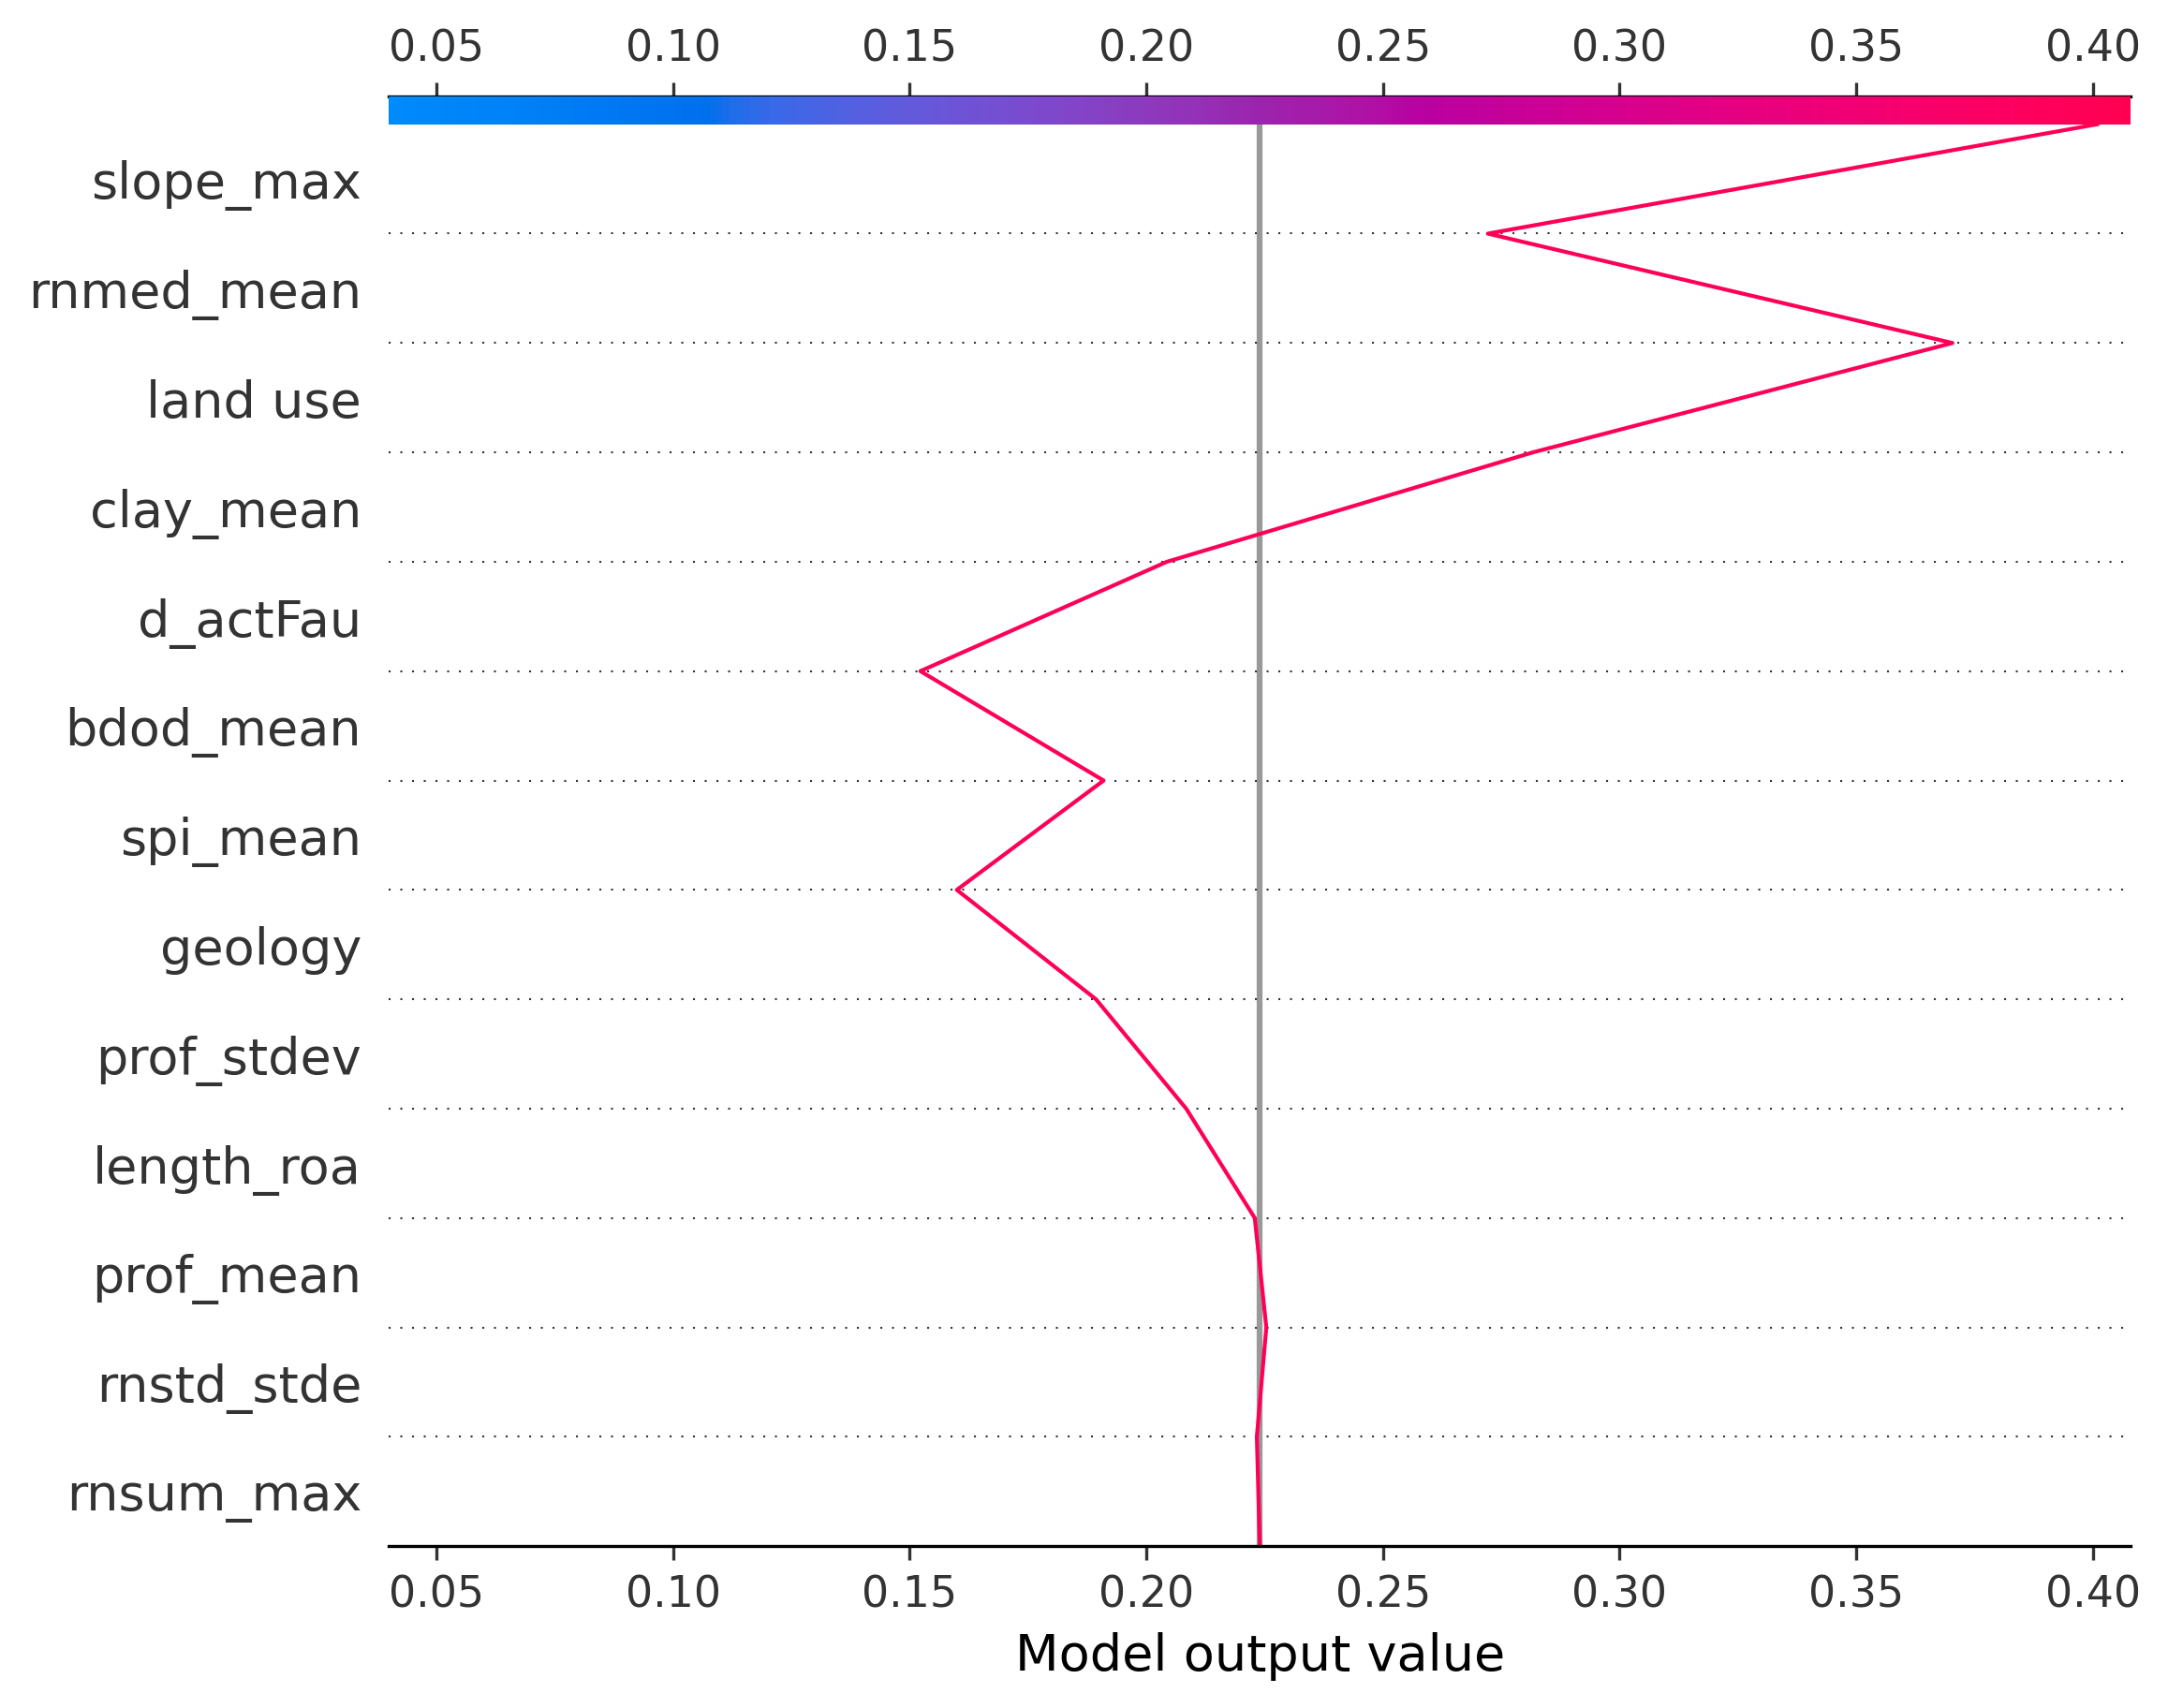 0.05 0.10 0.15 0.20 0.25 0.30 0.35 0.40
slope_max
rnmed_mean
land use
clay_mean
d_actFau
bdod_mean
spi_mean
geology
prof_stdev
length_roa
prof_mean
rnstd_stde
rnsum_max
0.05 0.10 0.15 0.20 0.25 0.30 0.35 0.40
Model output value